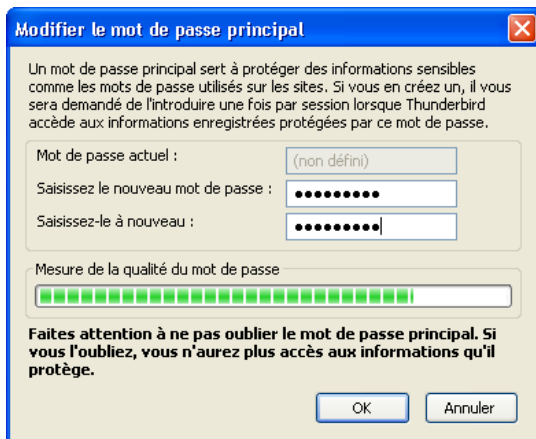 Modifier le mot de passe principal
Un mot de passe principal sert à protéger des informations sensibles
comme les mots de passe utilisés sur les sites. Si vous en créez un, il vous
sera demandé de l'introduire une fois par session lorsque Thunderbird
accède aux informations enregistrées protégées par ce mot de passe.
Mot de passe actuel : (non défini)
Saisissez le nouveau mot de passe : •••••••••
Saisissez-le à nouveau : •••••••••
Mesure de la qualité du mot de passe
Faites attention à ne pas oublier le mot de passe principal. Si
vous l'oubliez, vous n'aurez plus accès aux informations qu'il
protège.
OK Annuler